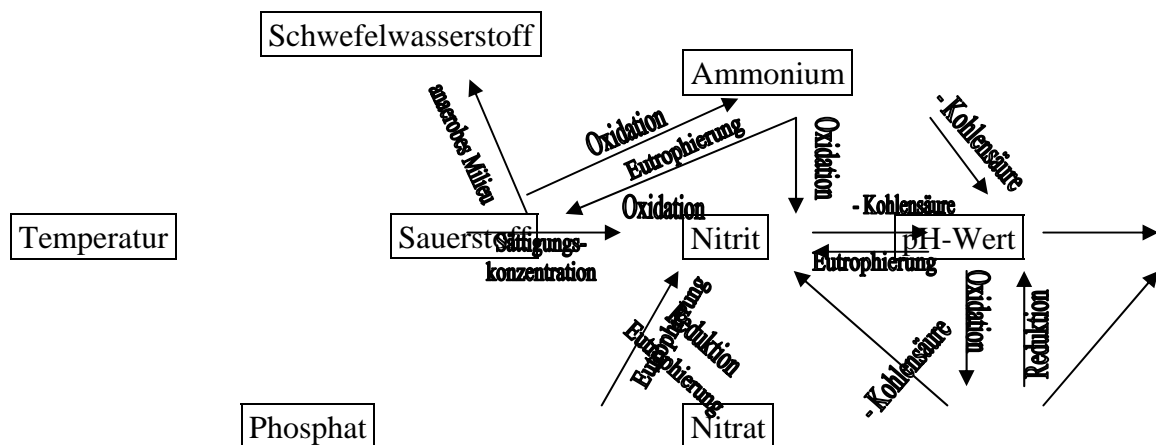 Schwefelwasserstoff
Ammonium
anaerobes Milieu
Oxidation
Eutrophierung
Oxidation
- Kohlensäure
Oxidation
- Kohlensäure
Temperatur
Sauerstoff
Nitrit
pH-Wert
Sättigungs-
konzentration
Eutrophierung
Eutrophierung
Reduktion
Eutrophierung
- Kohlensäure
Oxidation
Reduktion
Phosphat
Nitrat